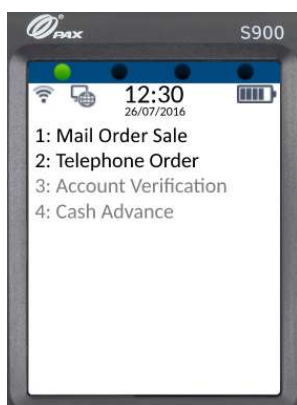 PAX S900
12:30
26/07/2016
1: Mail Order Sale
2: Telephone Order
3: Account Verification
4: Cash Advance